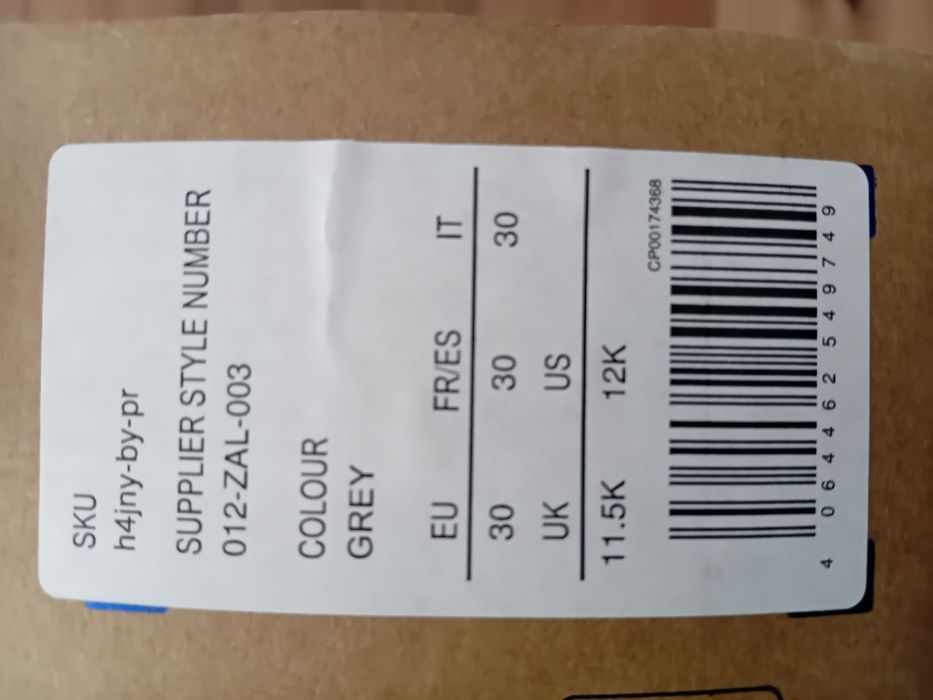 SKU
h4jny-by-pr
SUPPLIER STYLE NUMBER
012-ZAL-003
COLOUR
GREY
EU FR/ES IT
30 30 30
UK US
11.5K 12K
CP00174368
4 064462 549749